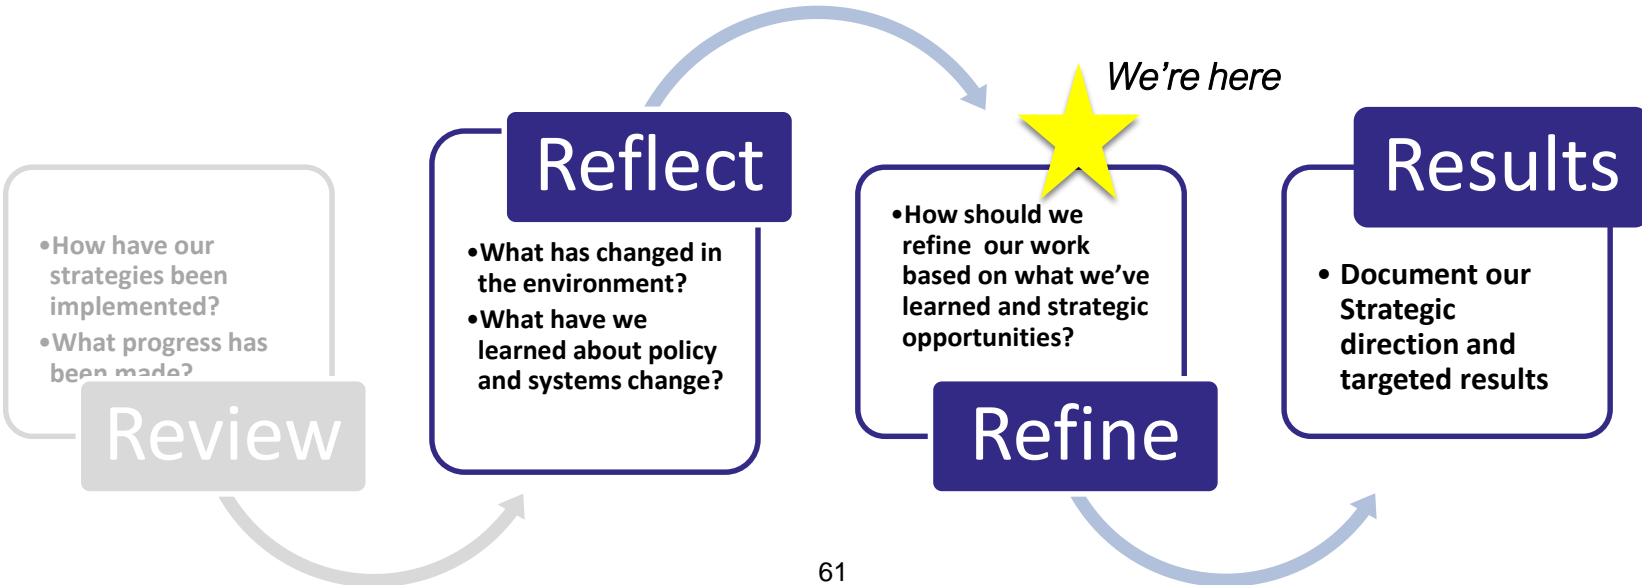 •How have our
strategies been
implemented?
•What progress has
been made?
Review
Reflect
•What has changed in
the environment?
•What have we
learned about policy
and systems change?
We're here
•How should we
refine  our work
based on what we've
learned and strategic
opportunities?
Refine
Results
• Document our
Strategic
direction and
targeted results
61